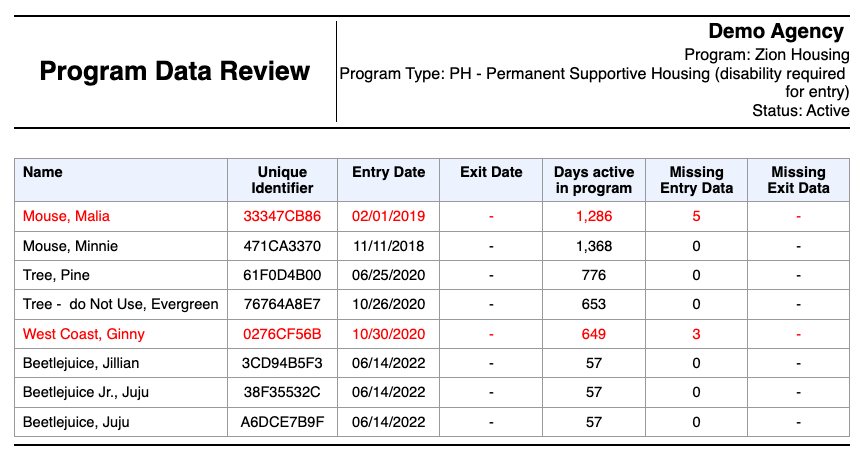 Program Data Review
Demo Agency
Program: Zion Housing
Program Type: PH - Permanent Supportive Housing (disability required
for entry)
Status: Active
Name Unique Identifier Entry Date Exit Date Days active in program Missing Entry Data Missing Exit Data
Mouse, Malia 33347CB86 02/01/2019 - 1,286 5 -
Mouse, Minnie 471CA3370 11/11/2018 - 1,368 0 -
Tree, Pine 61F0D4B00 06/25/2020 - 776 0 -
Tree -  do Not Use, Evergreen 76764A8E7 10/26/2020 - 653 0 -
West Coast, Ginny 0276CF56B 10/30/2020 - 649 3 -
Beetlejuice, Jillian 3CD94B5F3 06/14/2022 - 57 0 -
Beetlejuice Jr., Juju 38F35532C 06/14/2022 - 57 0 -
Beetlejuice, Juju A6DCE7B9F 06/14/2022 - 57 0 -